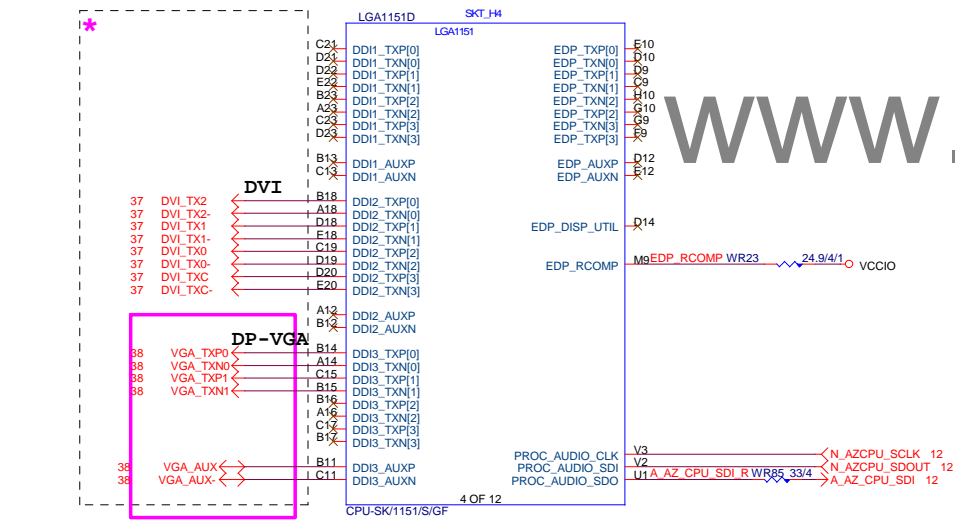 *
LGA1151D SKT_H4
LGA1151
C21 DDI1_TXP[0] EDP_TXP[0] E10
D21 DDI1_TXN[0] EDP_TXN[0] D10
D22 DDI1_TXP[1] EDP_TXP[1] D9
E22 DDI1_TXN[1] EDP_TXN[1] C9
B23 DDI1_TXP[2] EDP_TXN[2] H10
A23 DDI1_TXN[2] EDP_TXP[2] G10
C23 DDI1_TXP[3] EDP_TXN[3] G9
D23 DDI1_TXN[3] EDP_TXP[3] F9
WWW.
B13 DDI1_AUXP EDP_AUXP D12
C13 DDI1_AUXN EDP_AUXN E12
DVI
37 DVI_TX2 B18 DDI2_TXP[0]
37 DVI_TX2- A18 DDI2_TXN[0]
37 DVI_TX1 D18 DDI2_TXP[1] EDP_DISP_UTIL D14
37 DVI_TX1- E18 DDI2_TXN[1]
37 DVI_TX0 C19 DDI2_TXP[2]
37 DVI_TX0- D19 DDI2_TXN[2] EDP_RCOMP M9 EDP_RCOMP WR23 24.9/4/1 VCCIO
37 DVI_TXC D20 DDI2_TXP[3]
37 DVI_TXC- E20 DDI2_TXN[3]
A12 DDI2_AUXP
B12 DDI2_AUXN
DP-VGA
38 VGA_TXP0 B14 DDI3_TXP[0]
38 VGA_TXN0 A14 DDI3_TXN[0]
38 VGA_TXP1 C15 DDI3_TXP[1]
38 VGA_TXN1 B15 DDI3_TXN[1]
B16 DDI3_TXP[2]
A16 DDI3_TXN[2]
C17 DDI3_TXP[3]
B17 DDI3_TXN[3]
PROC_AUDIO_CLK V3 N_AZCPU_SCLK 12
38 VGA_AUX B11 DDI3_AUXP PROC_AUDIO_SDI V2 N_AZCPU_SDOUT 12
38 VGA_AUX- C11 DDI3_AUXN PROC_AUDIO_SDO U1 A_AZ_CPU_SDI_R WR85 33/4 A_AZ_CPU_SDI 12
4 OF 12
CPU-SK/1151/S/GF